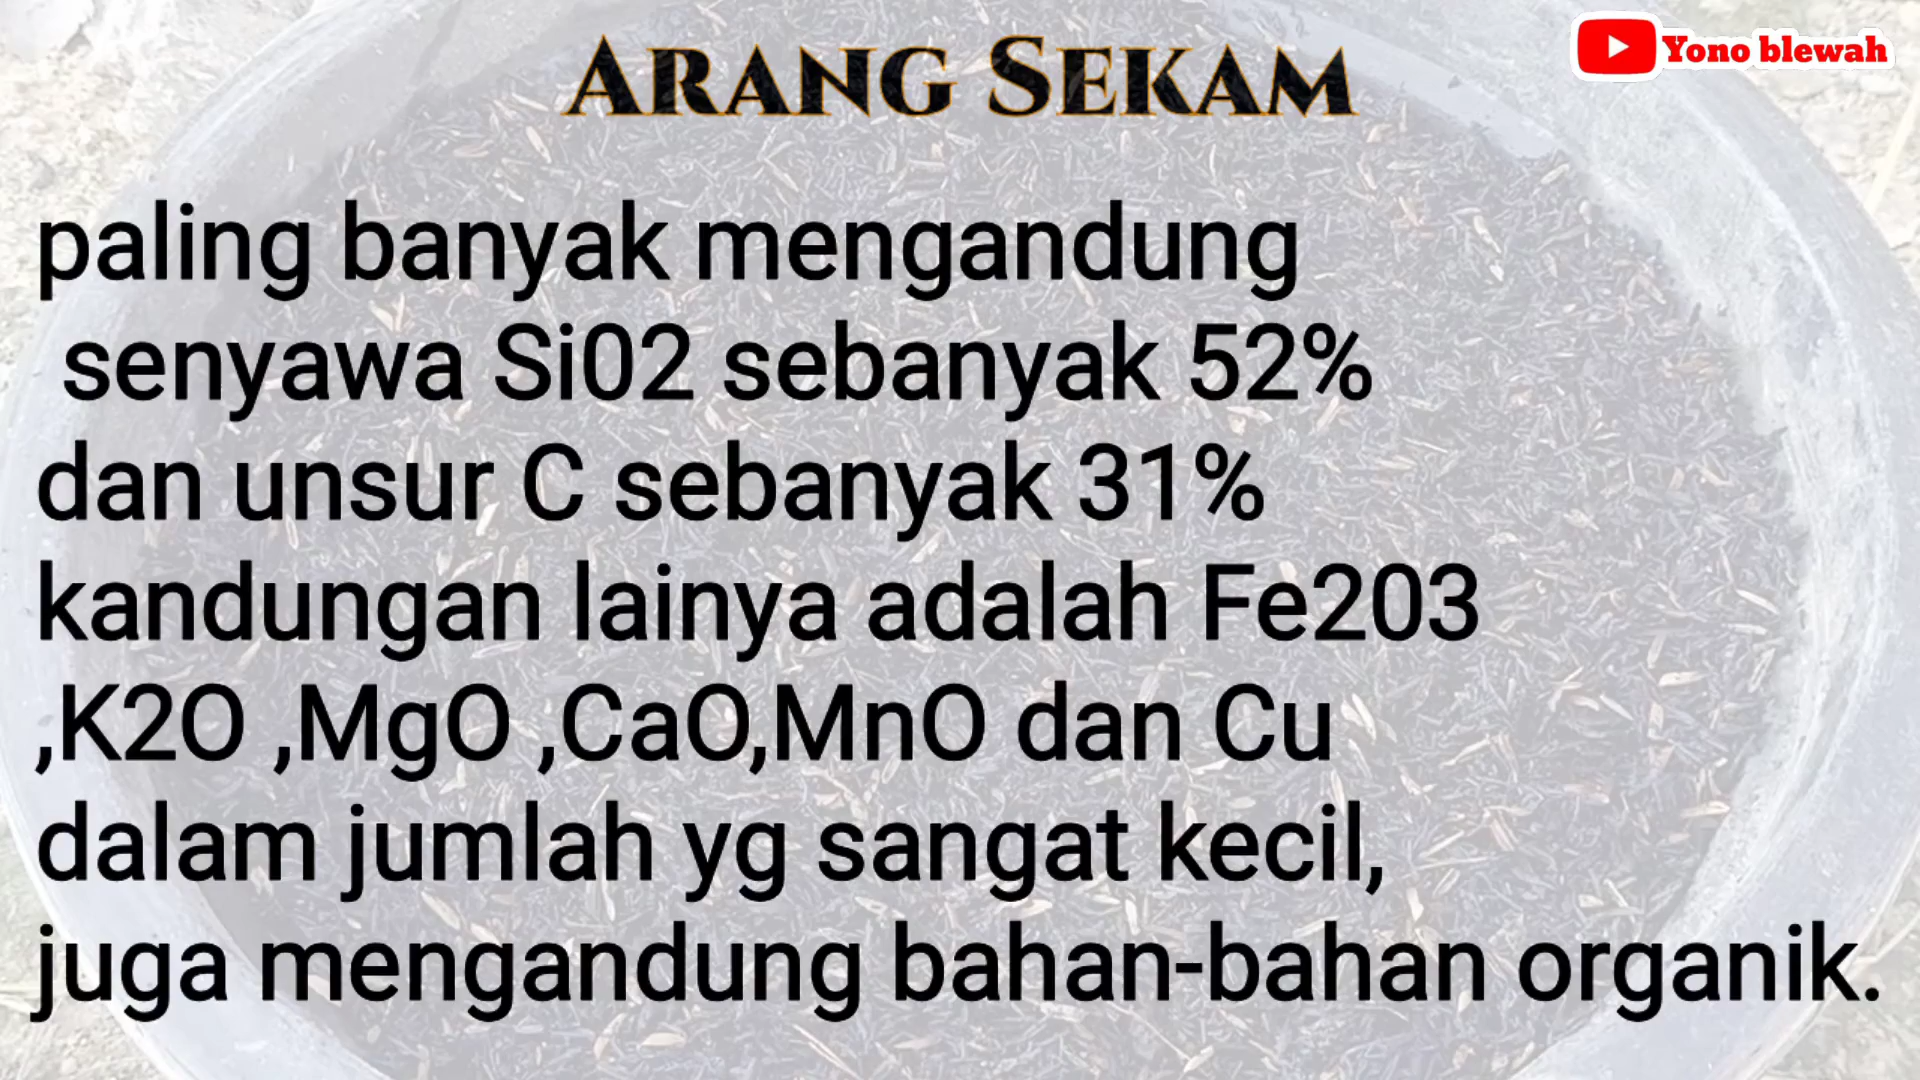 ARANG SEKAM
Yono blewah
paling banyak mengandung
senyawa Si02 sebanyak 52%
dan unsur C sebanyak 31%
kandungan lainya adalah Fe203
,K2O ,MgO ,CaO,MnO dan Cu
dalam jumlah yg sangat kecil,
juga mengandung bahan-bahan organik.